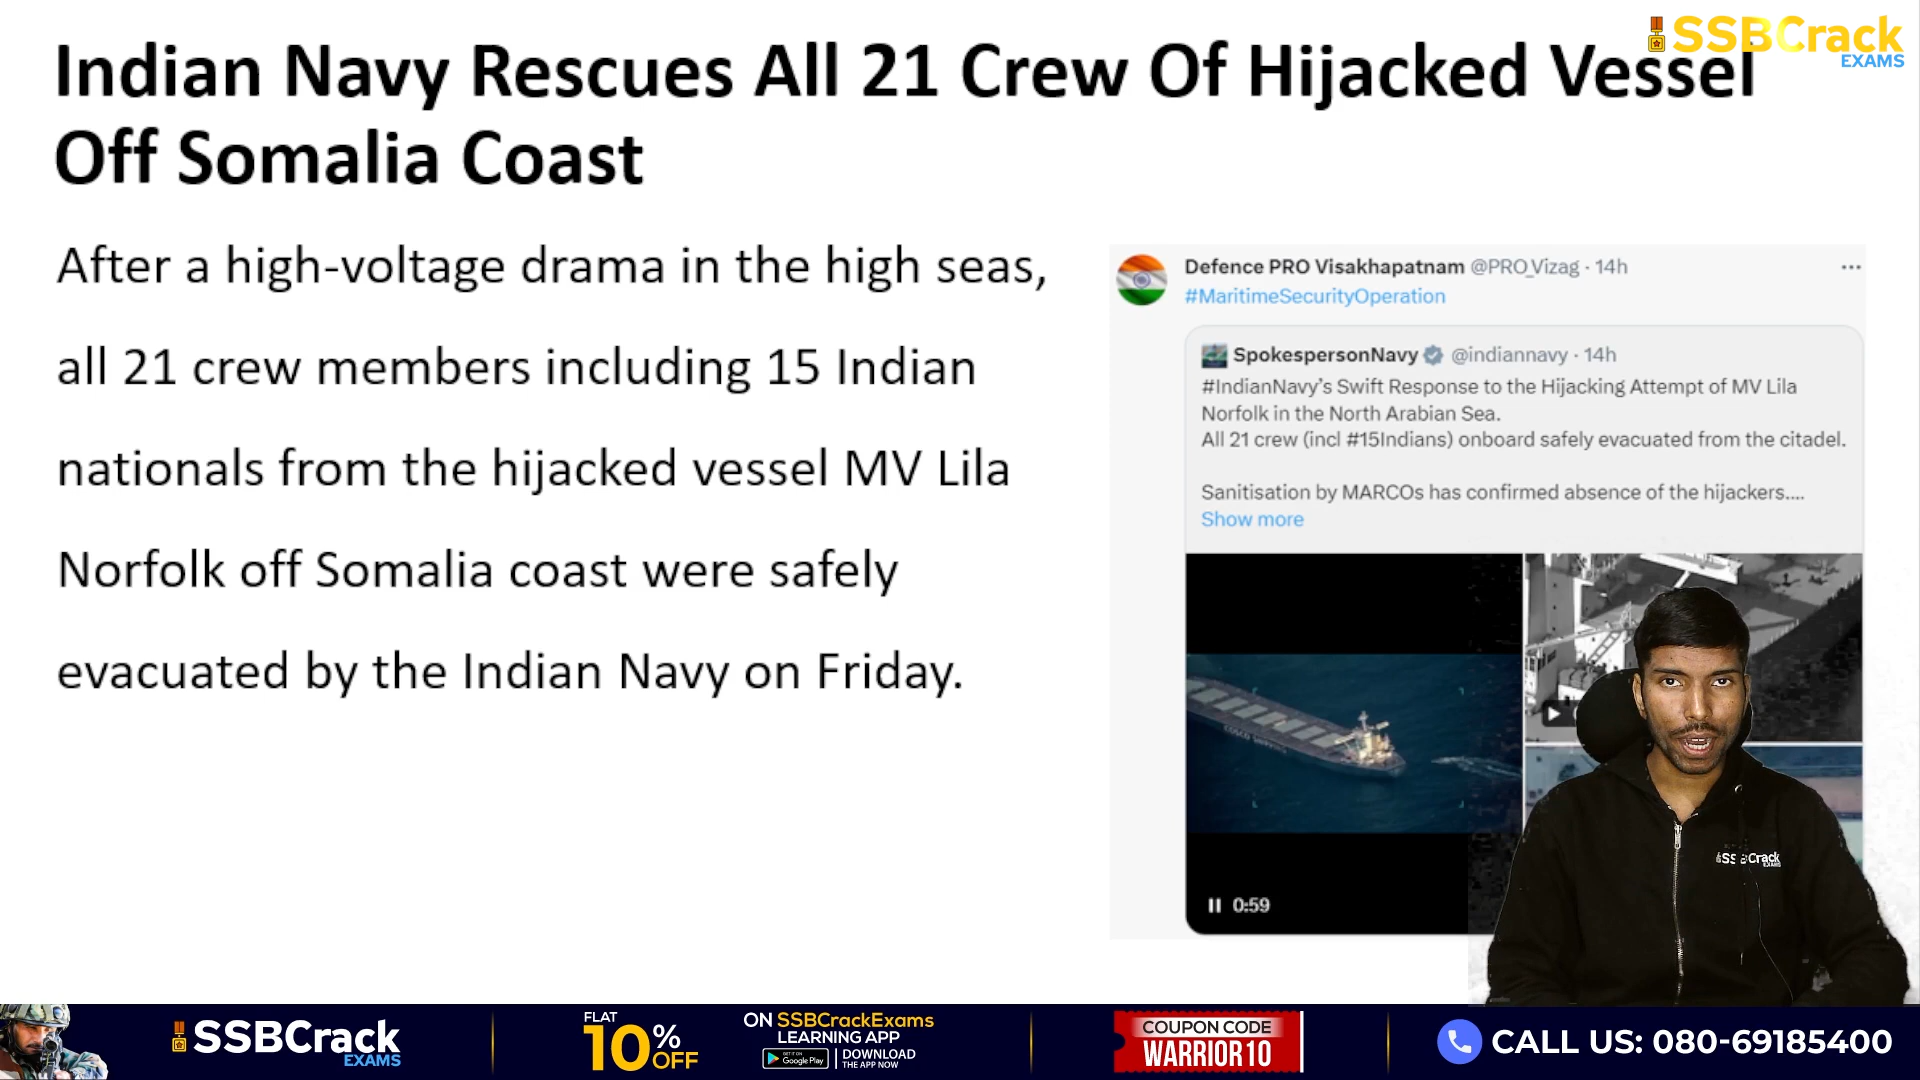 SSBCrack
EXAMS
Indian Navy Rescues All 21 Crew Of Hijacked Vessel
Off Somalia Coast
After a high-voltage drama in the high seas,
all 21 crew members including 15 Indian
nationals from the hijacked vessel MV Lila
Norfolk off Somalia coast were safely
evacuated by the Indian Navy on Friday.
Defence PRO Visakhapatnam @PRO_Vizag · 14h
#MaritimeSecurityOperation
SpokespersonNavy @indiannavy · 14h
#IndianNavy’s Swift Response to the Hijacking Attempt of MV Lila
Norfolk in the North Arabian Sea.
All 21 crew (incl #15Indians) onboard safely evacuated from the citadel.
Sanitisation by MARCOs has confirmed absence of the hijackers....
Show more
0:59
SSBCrack
EXAMS
SSBCrack
EXAMS
FLAT
10% OFF
ON SSBCrackExams
LEARNING APP
GET IT ON
Google Play
DOWNLOAD
THE APP NOW
COUPON CODE
WARRIOR10
CALL US: 080-69185400